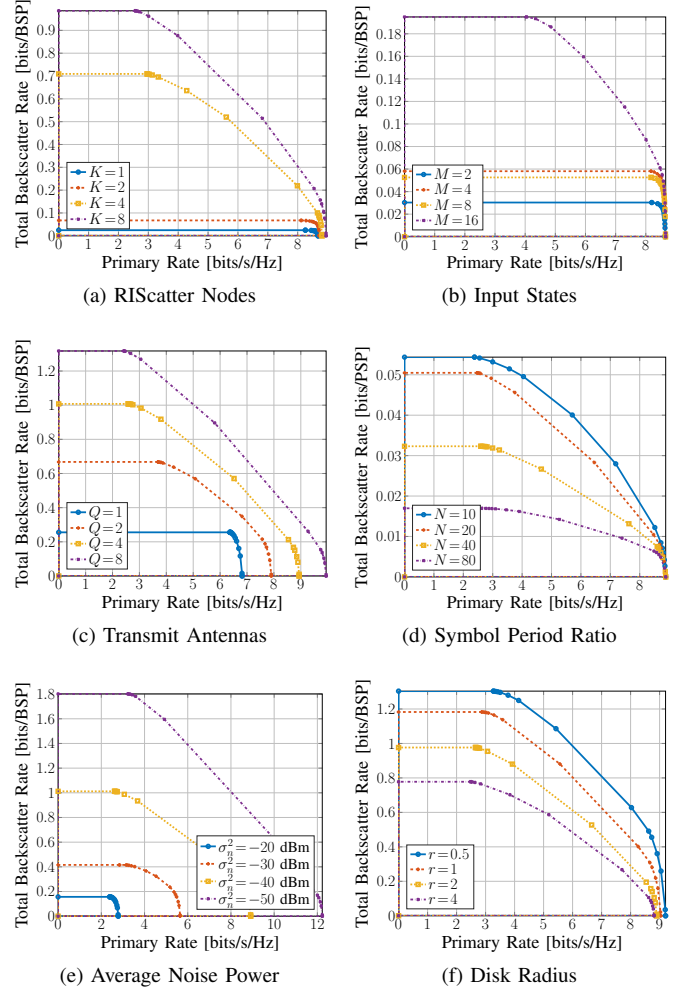 Total Backscatter Rate [bits/BSP]
0.9
0.8
0.7
0.6
0.5
0.4
0.3
0.2
0.1
0
K = 1
K = 2
K = 4
K = 8
0 1 2 3 4 5 6 7 8 9
Primary Rate [bits/s/Hz]
(a) RIScatter Nodes
Total Backscatter Rate [bits/BSP]
0.18
0.16
0.14
0.12
0.1
0.08
0.06
0.04
0.02
0
M = 2
M = 4
M = 8
M = 16
0 1 2 3 4 5 6 7 8
Primary Rate [bits/s/Hz]
(b) Input States
Total Backscatter Rate [bits/BSP]
1.2
1
0.8
0.6
0.4
0.2
0
Q = 1
Q = 2
Q = 4
Q = 8
0 1 2 3 4 5 6 7 8 9
Primary Rate [bits/s/Hz]
(c) Transmit Antennas
Total Backscatter Rate [bits/PSP]
0.05
0.04
0.03
0.02
0.01
0
N = 10
N = 20
N = 40
N = 80
0 1 2 3 4 5 6 7 8
Primary Rate [bits/s/Hz]
(d) Symbol Period Ratio
Total Backscatter Rate [bits/BSP]
1.8
1.6
1.4
1.2
1
0.8
0.6
0.4
0.2
0
σ²ₙ = −20 dBm
σ²ₙ = −30 dBm
σ²ₙ = −40 dBm
σ²ₙ = −50 dBm
0 2 4 6 8 10 12
Primary Rate [bits/s/Hz]
(e) Average Noise Power
Total Backscatter Rate [bits/BSP]
1.2
1
0.8
0.6
0.4
0.2
0
r = 0.5
r = 1
r = 2
r = 4
0 1 2 3 4 5 6 7 8 9
Primary Rate [bits/s/Hz]
(f) Disk Radius